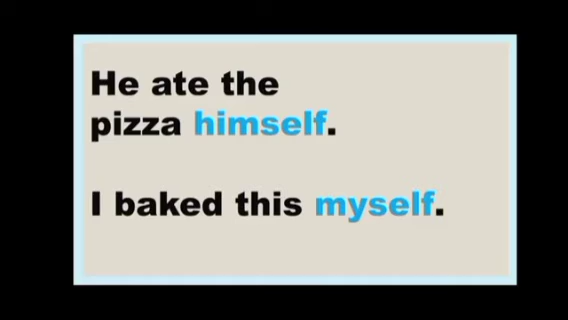 He ate the
pizza himself.
I baked this myself.